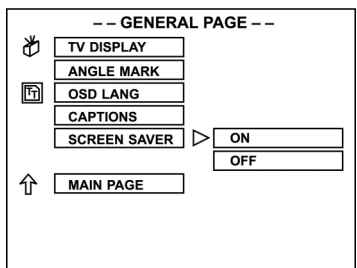 – – GENERAL PAGE – –
TV DISPLAY
ANGLE MARK
OSD LANG
CAPTIONS
SCREEN SAVER ON
OFF
MAIN PAGE